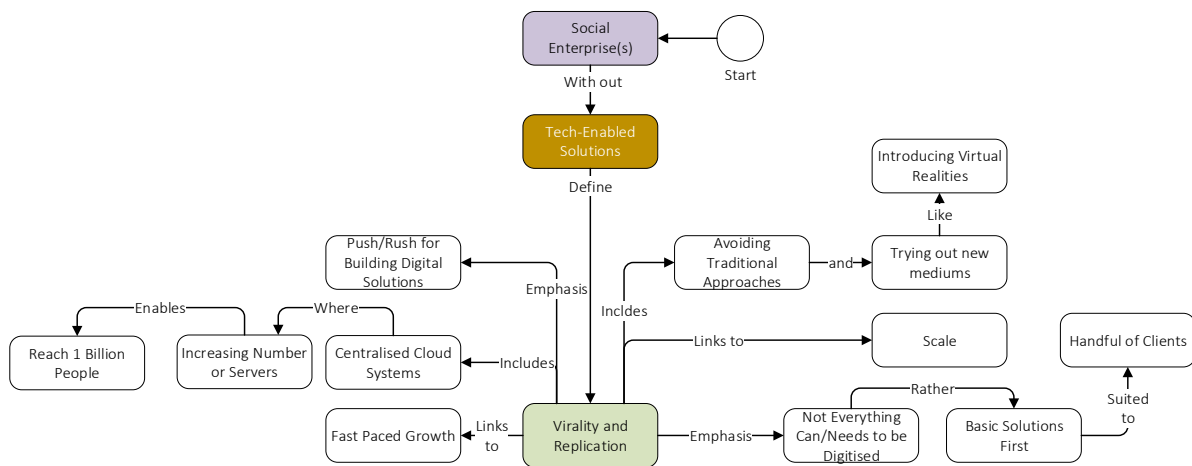 Social
Enterprise(s)
Start
With out
Tech-Enabled
Solutions
Define
Introducing Virtual
Realities
Like
Push/Rush for
Building Digital
Solutions
Avoiding
Traditional
Approaches
and
Trying out new
mediums
Emphasis
Incldes
Enables
Where
Reach 1 Billion
People
Increasing Number
or Servers
Centralised Cloud
Systems
Includes
Links to
Scale
Handful of Clients
Rather
Suited
to
Fast Paced Growth
Links
to
Virality and
Replication
Emphasis
Not Everything
Can/Needs to be
Digitised
Basic Solutions
First